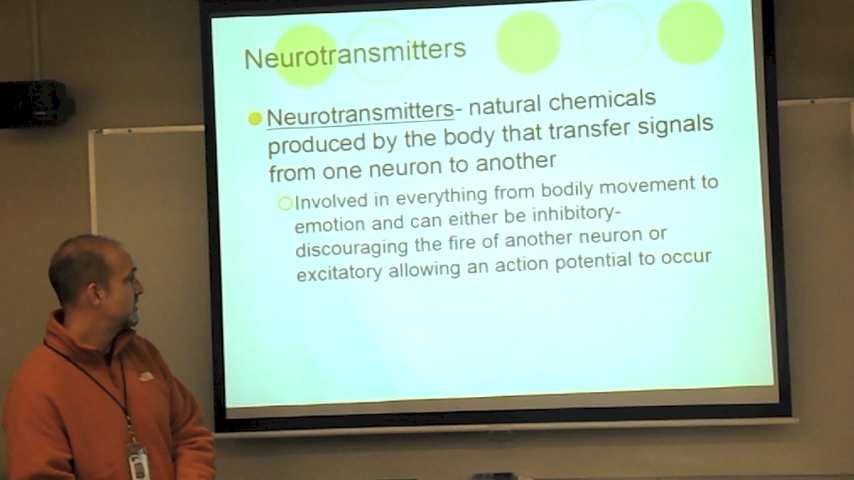 Neurotransmitters
Neurotransmitters- natural chemicals
produced by the body that transfer signals
from one neuron to another
Involved in everything from bodily movement to
emotion and can either be inhibitory-
discouraging the fire of another neuron or
excitatory allowing an action potential to occur